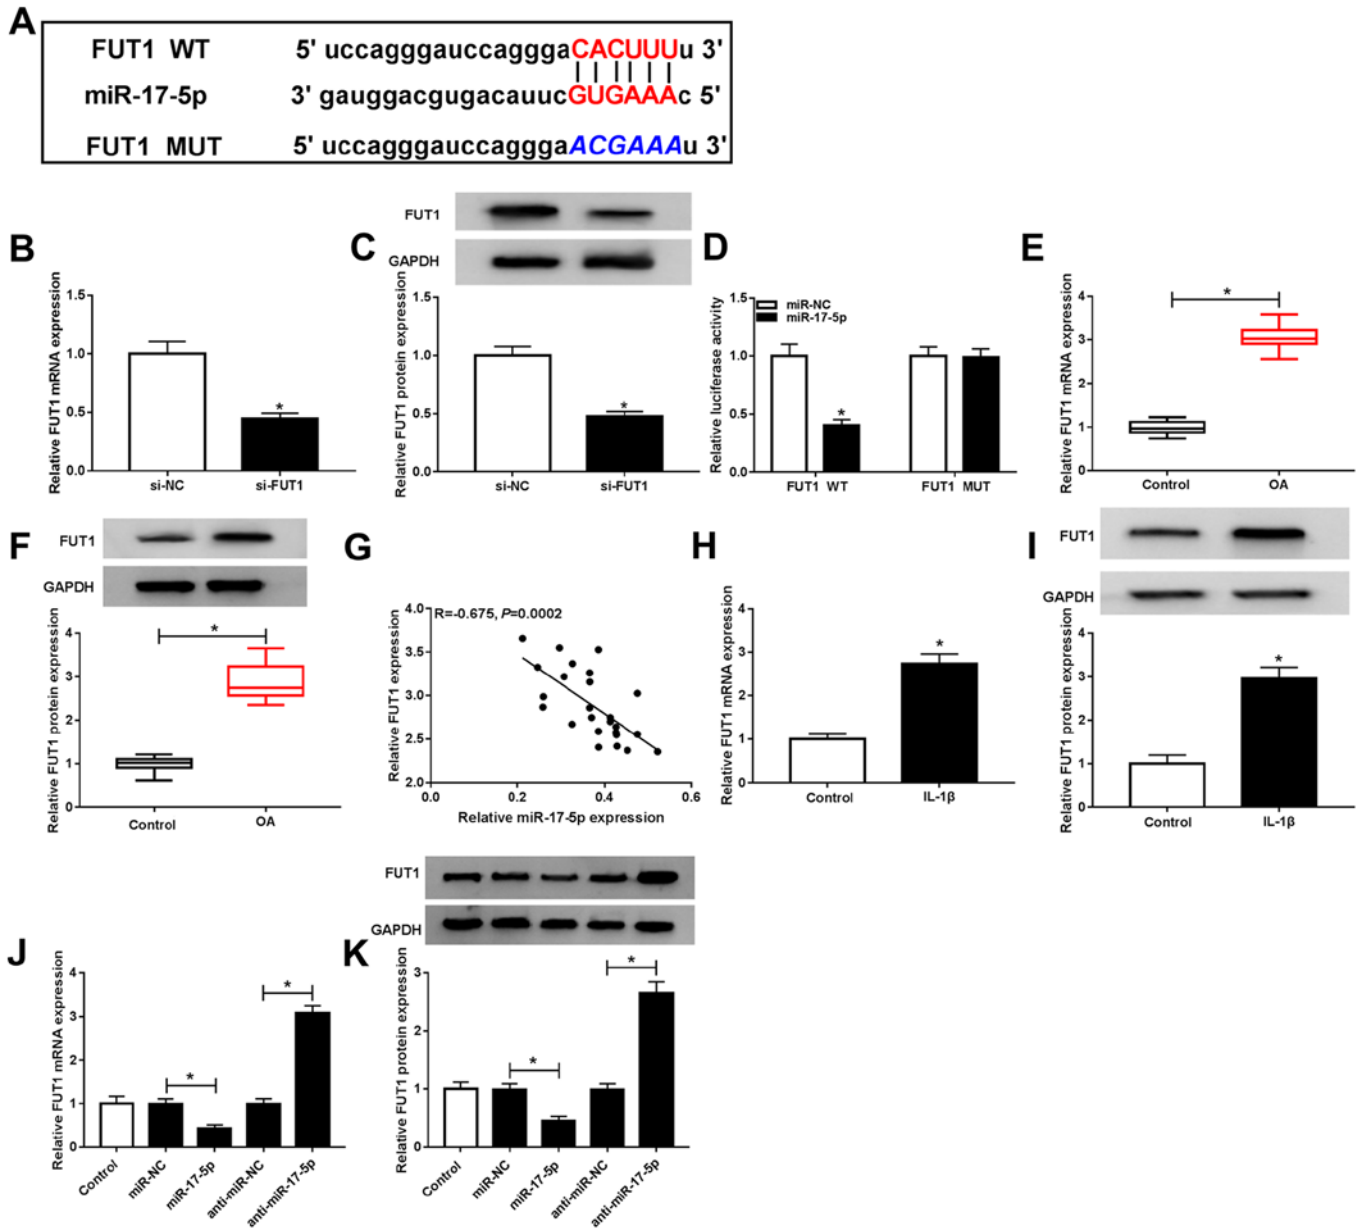 A
FUT1 WT 5' uccagggauccagggaCACUUUu 3'
miR-17-5p 3' gauggacgugacauucGUGAAAc 5'
FUT1 MUT 5' uccagggauccagggaACGAAAu 3'
B
Relative FUT1 mRNA expression
1.5
1.0
0.5
0.0
*
si-NC si-FUT1
C
FUT1
GAPDH
Relative FUT1 protein expression
1.5
1.0
0.5
0.0
*
si-NC si-FUT1
D
Relative luciferase activity
1.5
1.0
0.5
0.0
miR-NC
miR-17-5p
*
FUT1 WT FUT1 MUT
E
Relative FUT1 mRNA expression
4
3
2
1
0
*
Control OA
F
FUT1
GAPDH
Relative FUT1 protein expression
4
3
2
1
0
*
Control OA
G
Relative FUT1 expression
4.0
3.5
3.0
2.5
2.0
R=-0.675, P=0.0002
0.0 0.2 0.4 0.6
Relative miR-17-5p expression
H
Relative FUT1 mRNA expression
4
3
2
1
0
*
Control IL-1β
I
FUT1
GAPDH
Relative FUT1 protein expression
4
3
2
1
0
*
Control IL-1β
J
Relative FUT1 mRNA expression
4
3
2
1
0
* *
Control miR-NC miR-17-5p anti-miR-NC anti-miR-17-5p
K
FUT1
GAPDH
Relative FUT1 protein expression
3
2
1
0
* *
Control miR-NC miR-17-5p anti-miR-NC anti-miR-17-5p